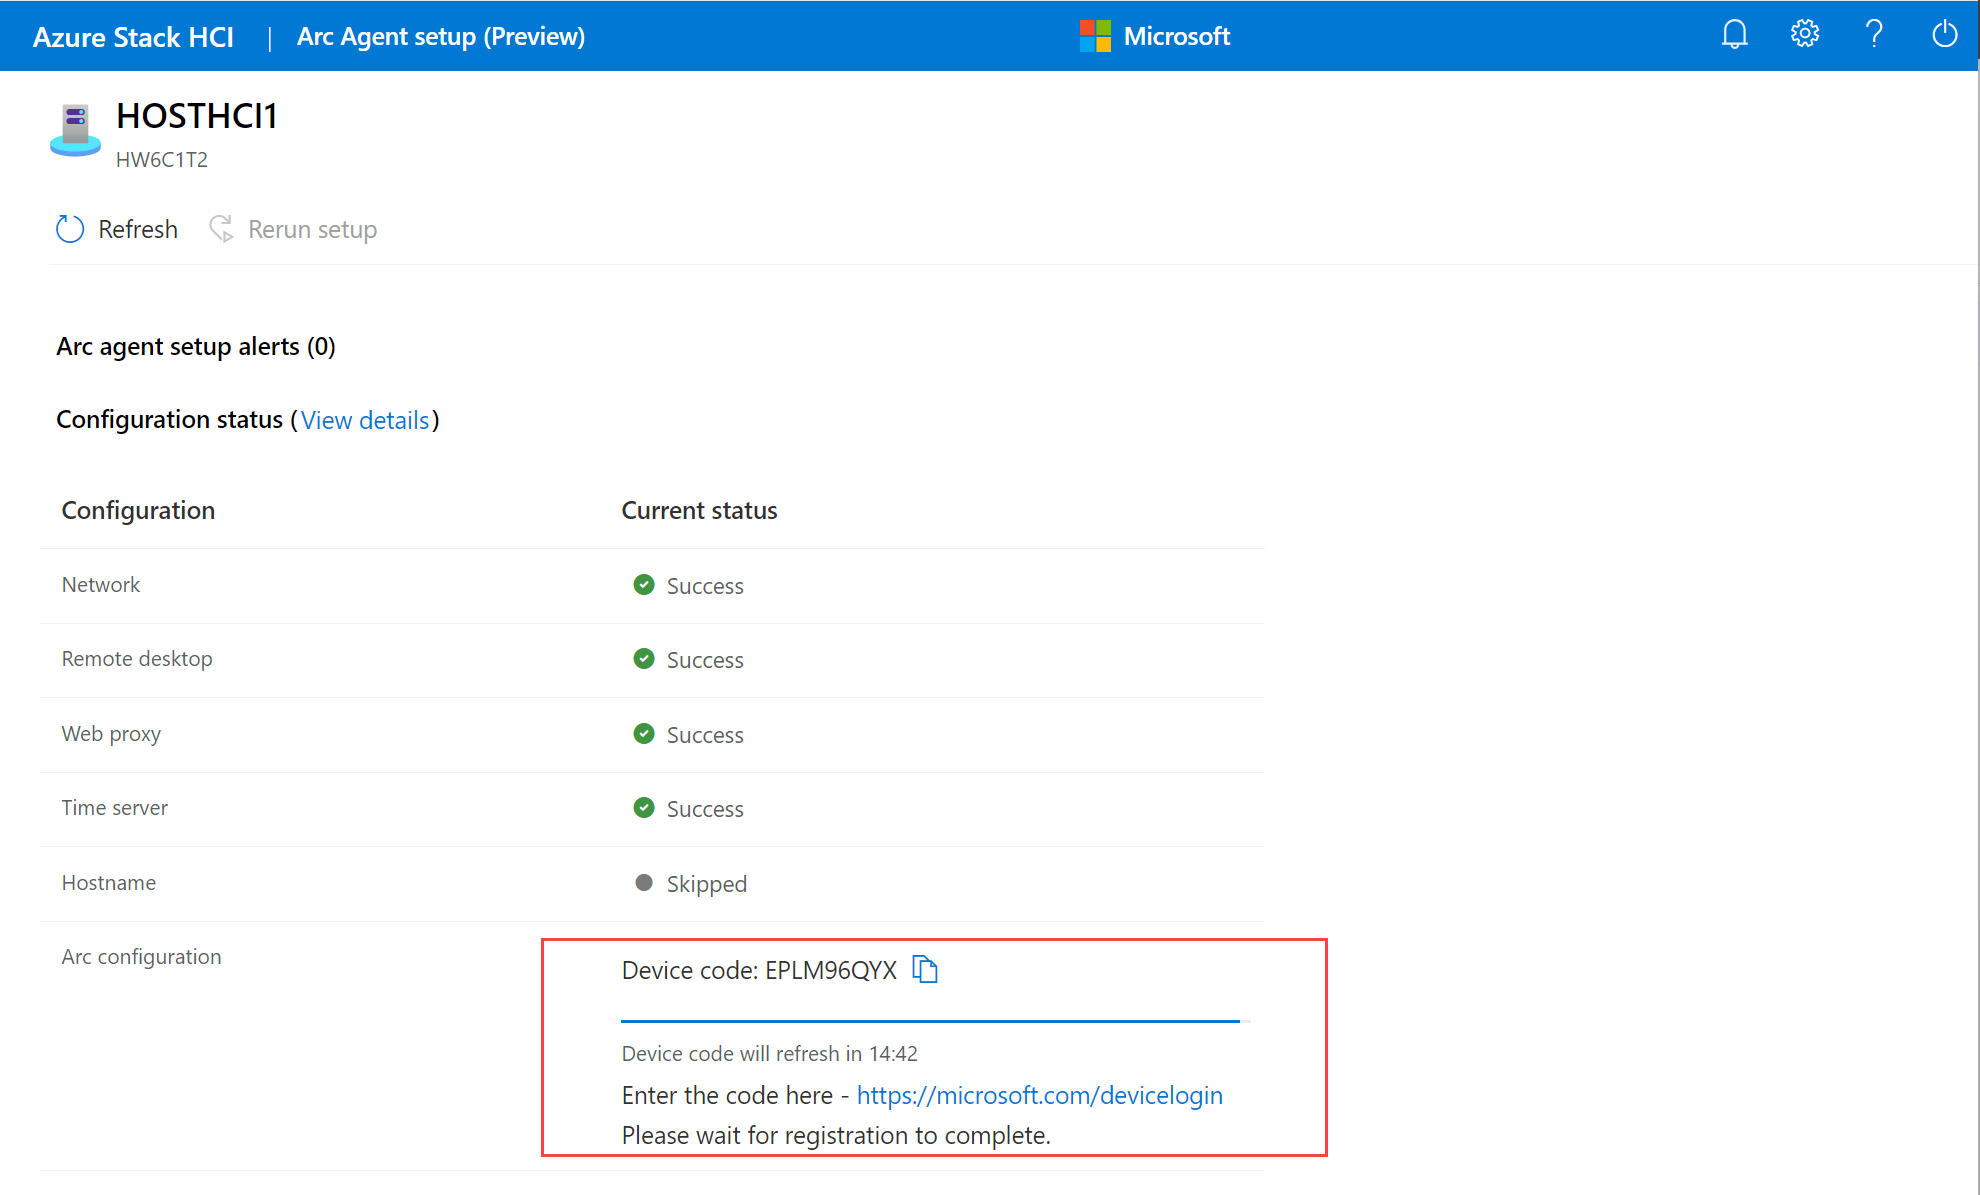 Azure Stack HCI | Arc Agent setup (Preview) Microsoft
HOSTHCI1
HW6C1T2
Refresh Rerun setup
Arc agent setup alerts (0)
Configuration status (View details)
Configuration Current status
Network Success
Remote desktop Success
Web proxy Success
Time server Success
Hostname Skipped
Arc configuration
Device code: EPLM96QYX
Device code will refresh in 14:42
Enter the code here - https://microsoft.com/devicelogin
Please wait for registration to complete.